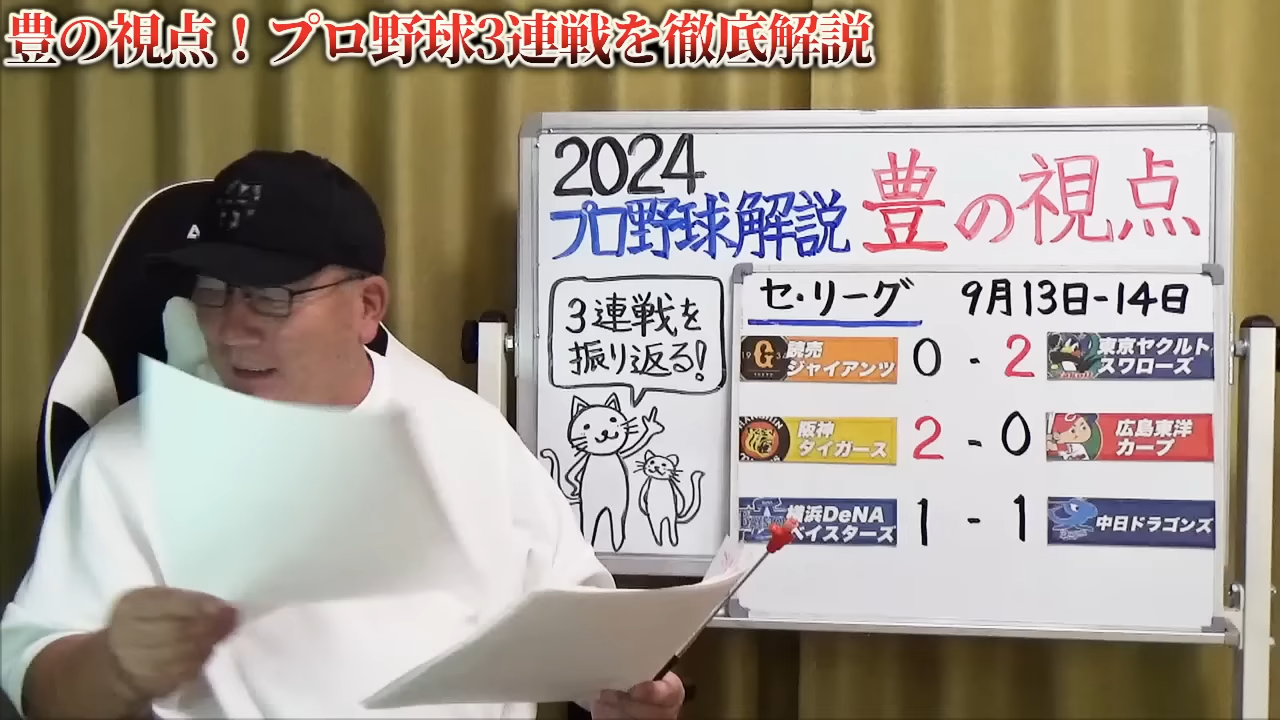 豊の視点！プロ野球3連戦を徹底解説
2024
プロ野球解説 豊の視点
3連戦を
振り返る!
セ・リーグ 9月13日-14日
読売
ジャイアンツ
0 - 2
東京ヤクルト
スワローズ
阪神
タイガース
2 - 0
広島東洋
カープ
横浜DeNA
ベイスターズ
1 - 1
中日ドラゴンズ